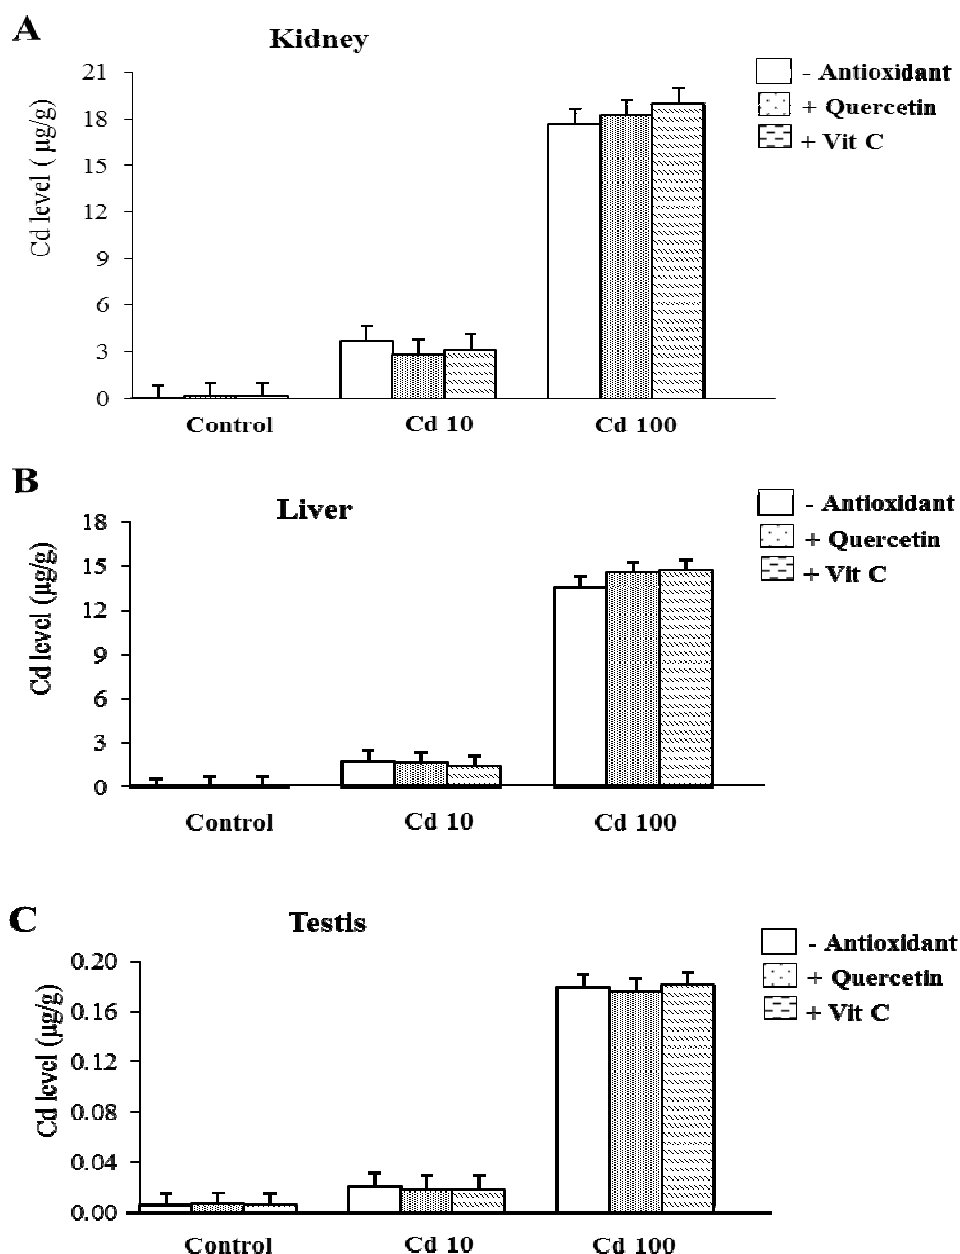 A
Kidney
21
18
15
12
9
6
3
0
Cd level ( µg/g)
Control
Cd 10
Cd 100
- Antioxidant
+ Quercetin
+ Vit C
B
Liver
18
15
12
9
6
3
0
Cd level (µg/g)
Control
Cd 10
Cd 100
- Antioxidant
+ Quercetin
+ Vit C
C
Testis
0.20
0.16
0.12
0.08
0.04
0.00
Cd level (µg/g)
Control
Cd 10
Cd 100
- Antioxidant
+ Quercetin
+ Vit C